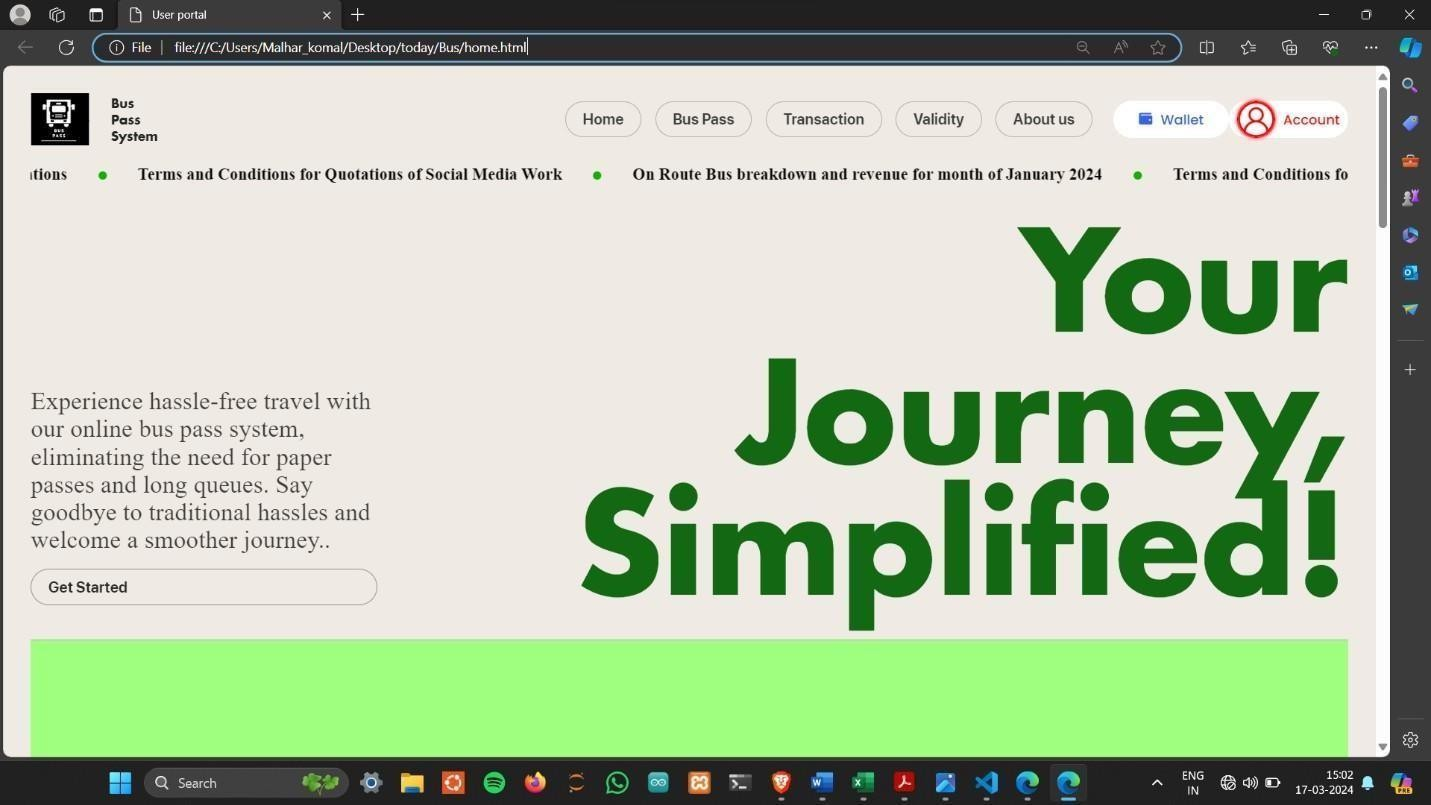 User portal
File
file:///C:/Users/Malhar_komal/Desktop/today/Bus/home.html
BUS
PASS
Bus
Pass
System
Home
Bus Pass
Transaction
Validity
About us
Wallet
Account
Terms and Conditions for Quotations of Social Media Work
On Route Bus breakdown and revenue for month of January 2024
Terms and Conditions fo
Your
Journey,
Simplified!
Experience hassle-free travel with
our online bus pass system,
eliminating the need for paper
passes and long queues. Say
goodbye to traditional hassles and
welcome a smoother journey..
Get Started
Search
ENG
IN
15:02
17-03-2024
PRE